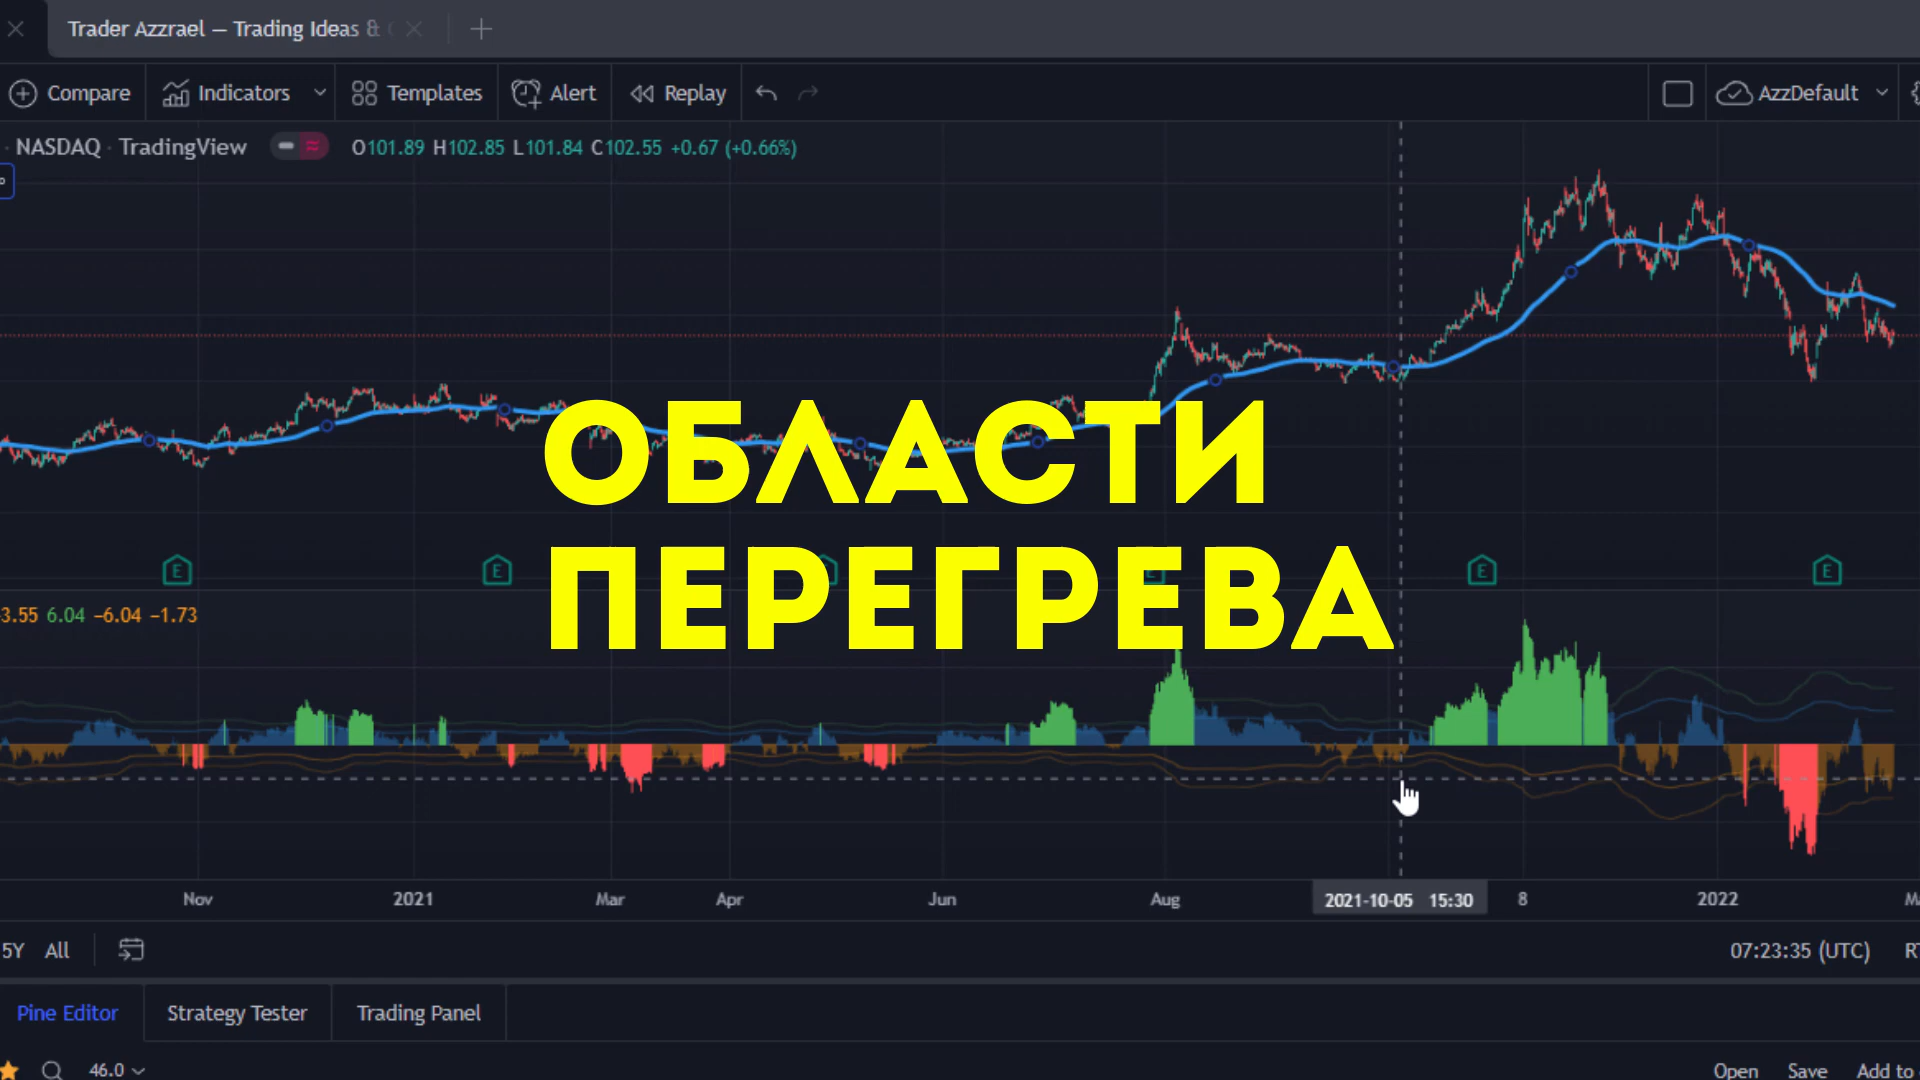 Trader Azzrael — Trading Ideas &
Compare Indicators Templates Alert Replay AzzDefault
· NASDAQ · TradingView O101.89 H102.85 L101.84 C102.55 +0.67 (+0.66%)
ОБЛАСТИ
ПЕРЕГРЕВА
E E E E
3.55 6.04 −6.04 −1.73
Nov 2021 Mar Apr Jun Aug 2021-10-05 15:30 8 2022
5Y All 07:23:35 (UTC)
Pine Editor Strategy Tester Trading Panel
46.0 Open Save Add to